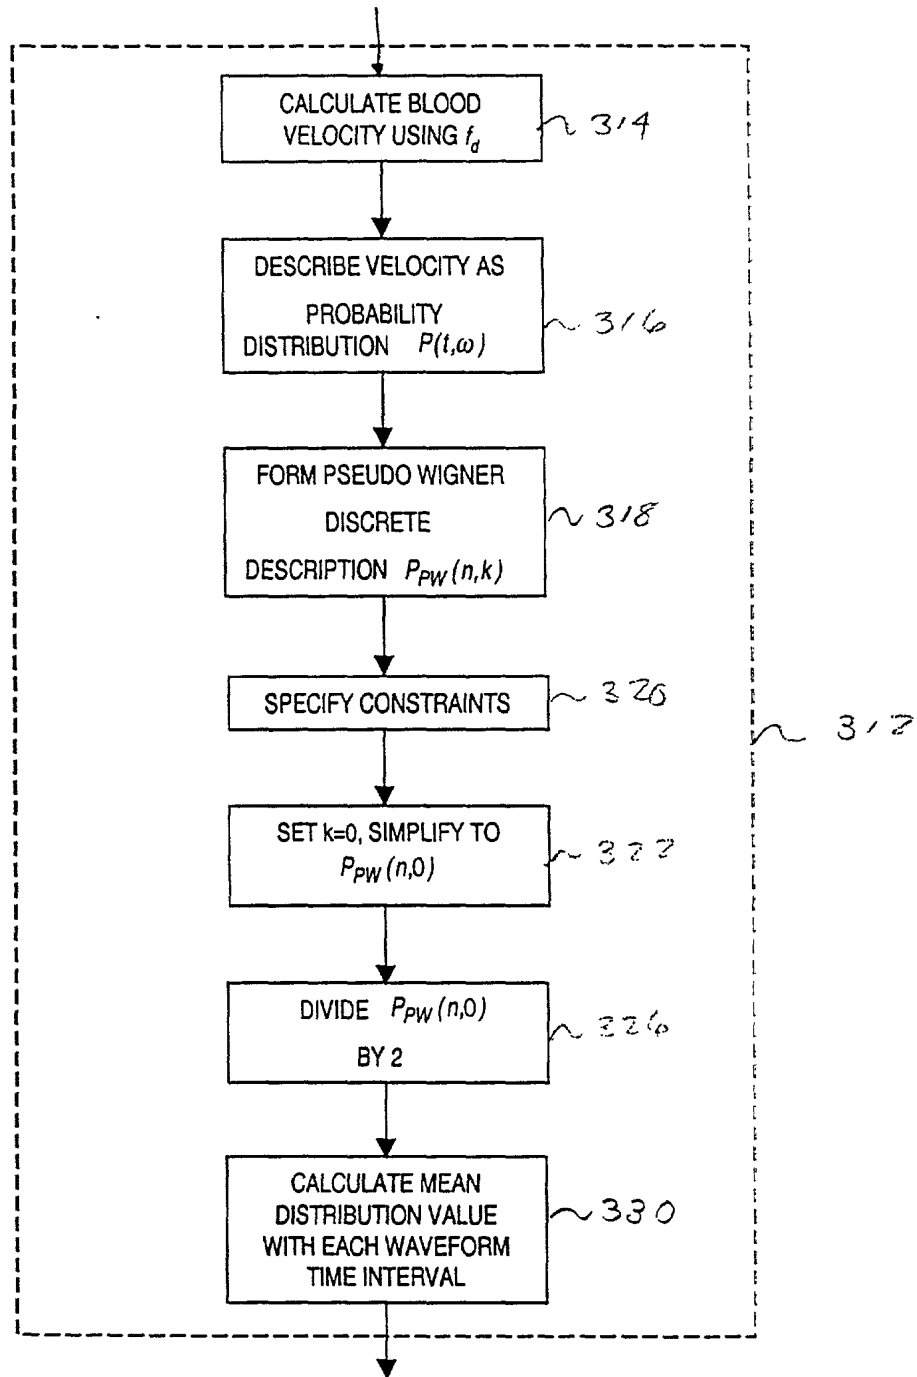 CALCULATE BLOOD
VELOCITY USING f_d
314
DESCRIBE VELOCITY AS
PROBABILITY
DISTRIBUTION P(t,ω)
316
FORM PSEUDO WIGNER
DISCRETE
DESCRIPTION P_PW(n,k)
318
SPECIFY CONSTRAINTS
320
312
SET k=0, SIMPLIFY TO
P_PW(n,0)
322
DIVIDE P_PW(n,0)
BY 2
326
CALCULATE MEAN
DISTRIBUTION VALUE
WITH EACH WAVEFORM
TIME INTERVAL
330